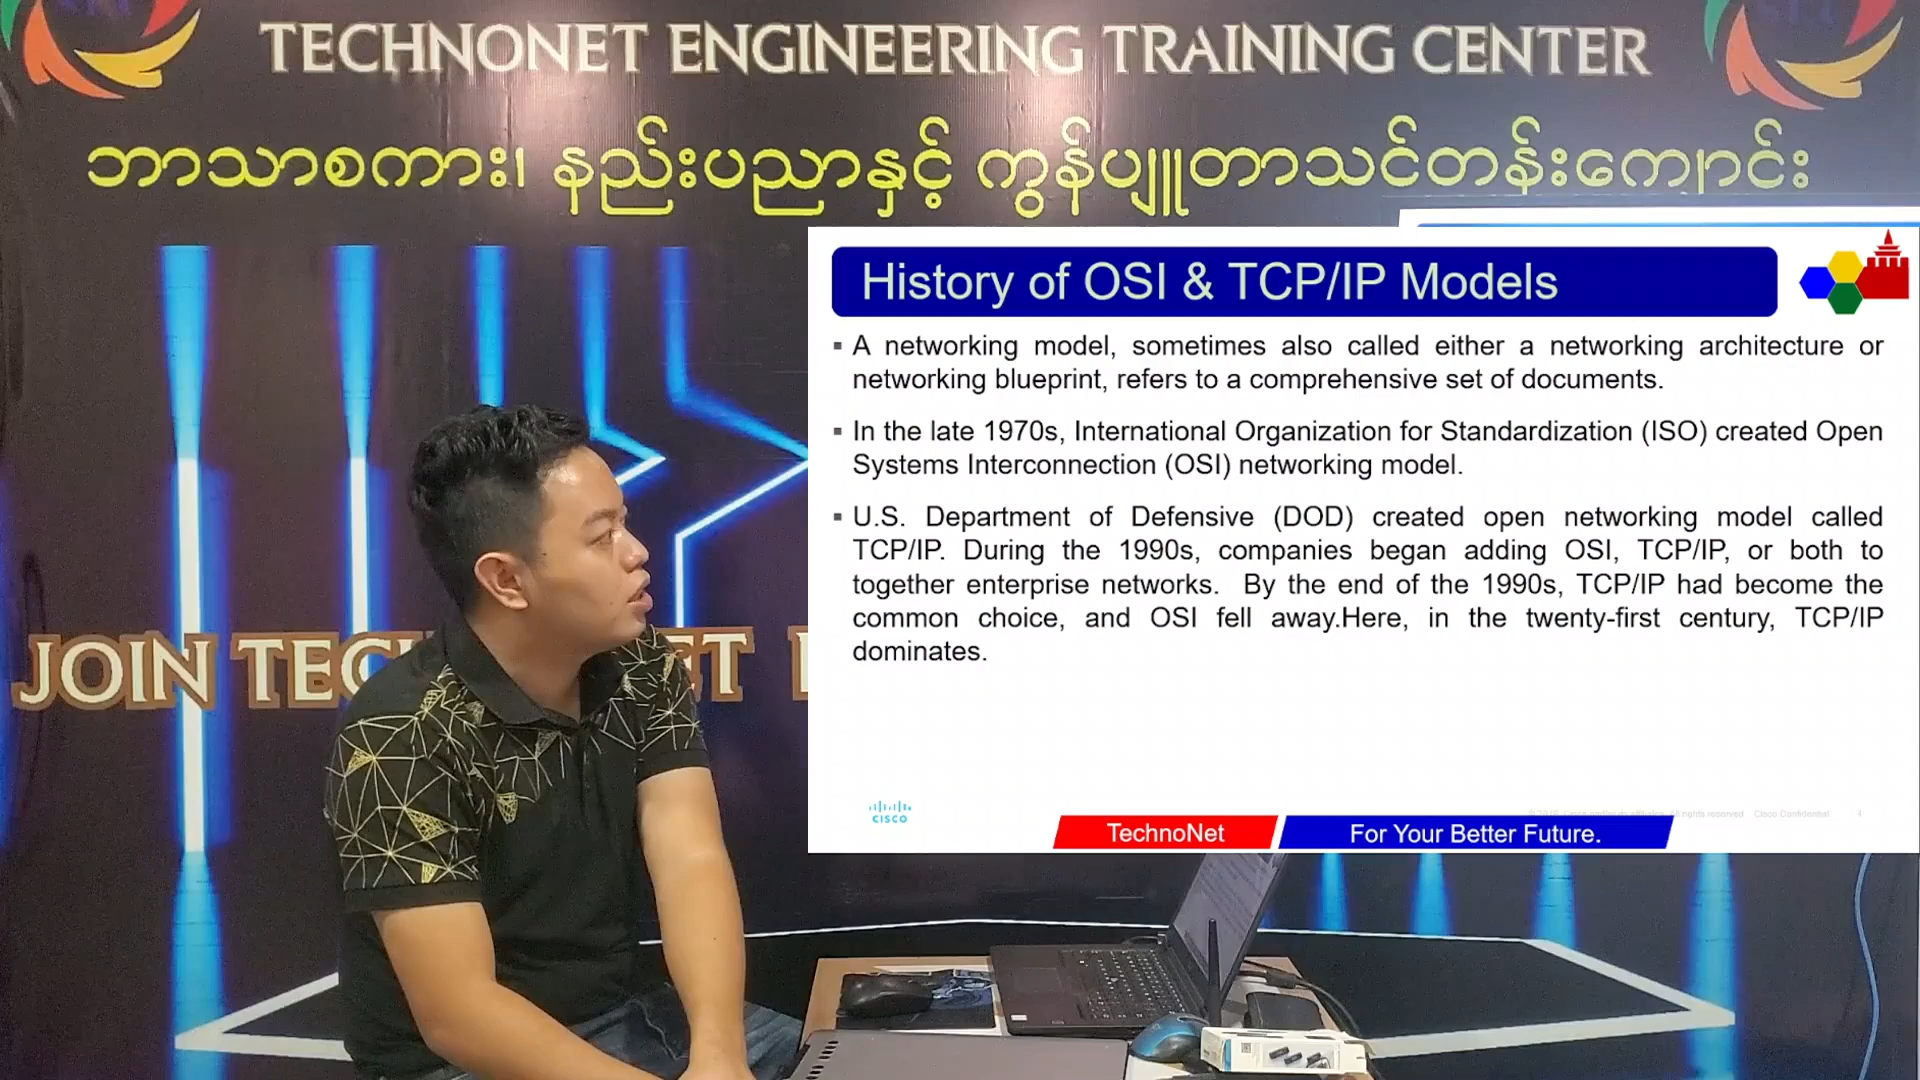 TECHNONET ENGINEERING TRAINING CENTER
ဘာသာစကား၊ နည်းပညာနှင့် ကွန်ပျူတာသင်တန်းကျောင်း
JOIN TECHNONET
History of OSI & TCP/IP Models
▪ A networking model, sometimes also called either a networking architecture or
networking blueprint, refers to a comprehensive set of documents.
▪ In the late 1970s, International Organization for Standardization (ISO) created Open
Systems Interconnection (OSI) networking model.
▪ U.S. Department of Defensive (DOD) created open networking model called
TCP/IP. During the 1990s, companies began adding OSI, TCP/IP, or both to
together enterprise networks. By the end of the 1990s, TCP/IP had become the
common choice, and OSI fell away.Here, in the twenty-first century, TCP/IP
dominates.
CISCO
rights reserved Cisco Confidential
TechnoNet
For Your Better Future.